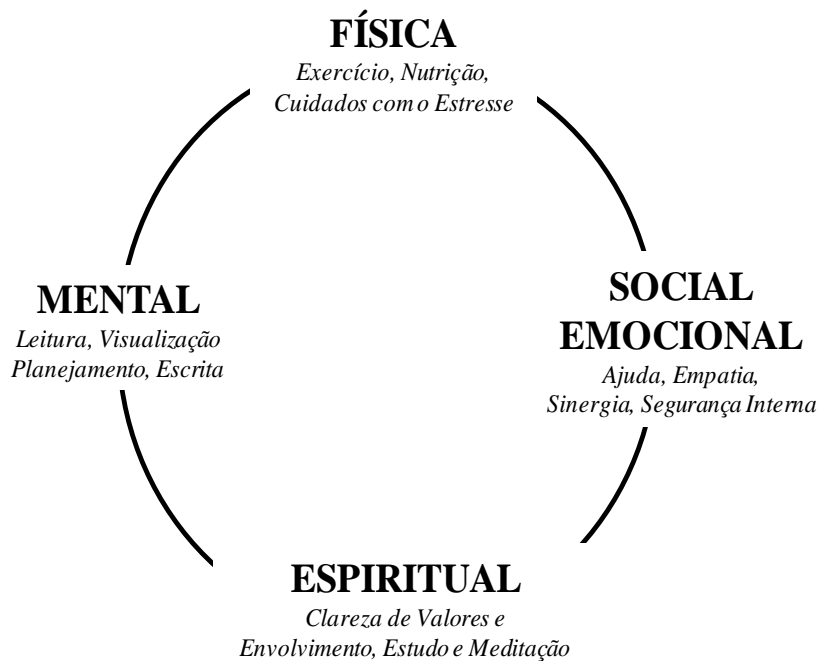 FÍSICA
Exercício, Nutrição,
Cuidados com o Estresse
MENTAL
Leitura, Visualização
Planejamento, Escrita
SOCIAL
EMOCIONAL
Ajuda, Empatia,
Sinergia, Segurança Interna
ESPIRITUAL
Clareza de Valores e
Envolvimento, Estudo e Meditação